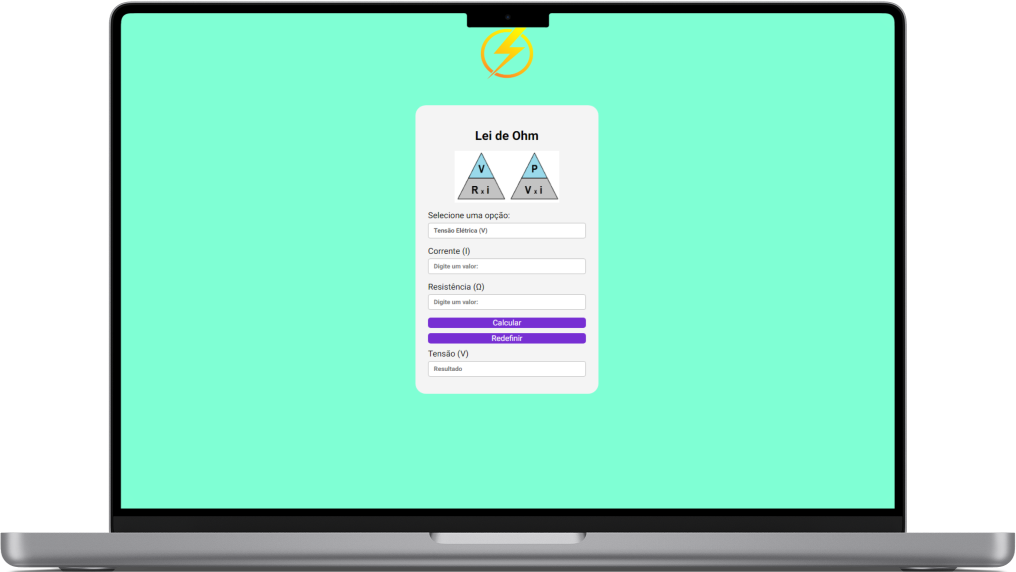 Lei de Ohm
V
R x i
P
V x i
Selecione uma opção:
Tensão Elétrica (V)
Corrente (I)
Digite um valor:
Resistência (Ω)
Digite um valor:
Calcular
Redefinir
Tensão (V)
Resultado